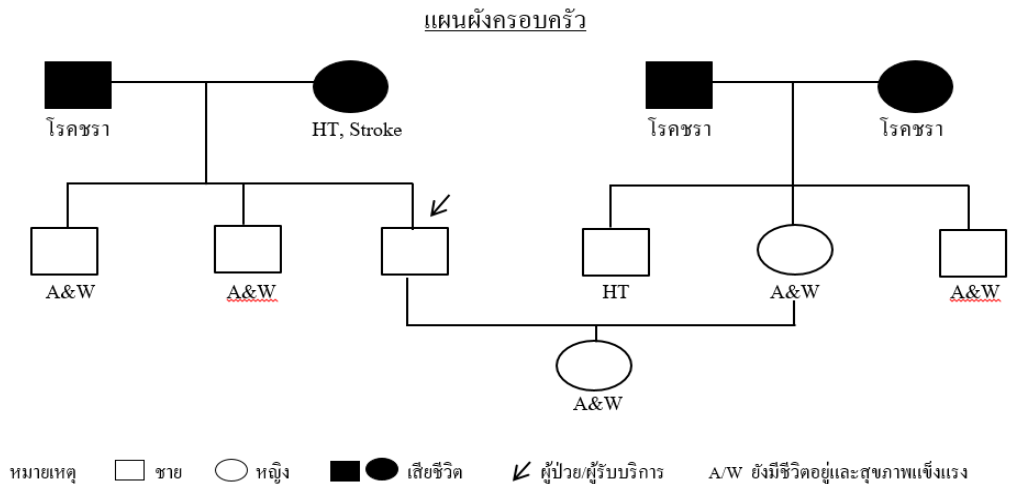 แผนผังครอบครัว
โรคชรา HT, Stroke โรคชรา โรคชรา
A&W A&W HT A&W A&W
A&W
หมายเหตุ ชาย หญิง เสียชีวิต ผู้ป่วย/ผู้รับบริการ A/W ยังมีชีวิตอยู่และสุขภาพแข็งแรง